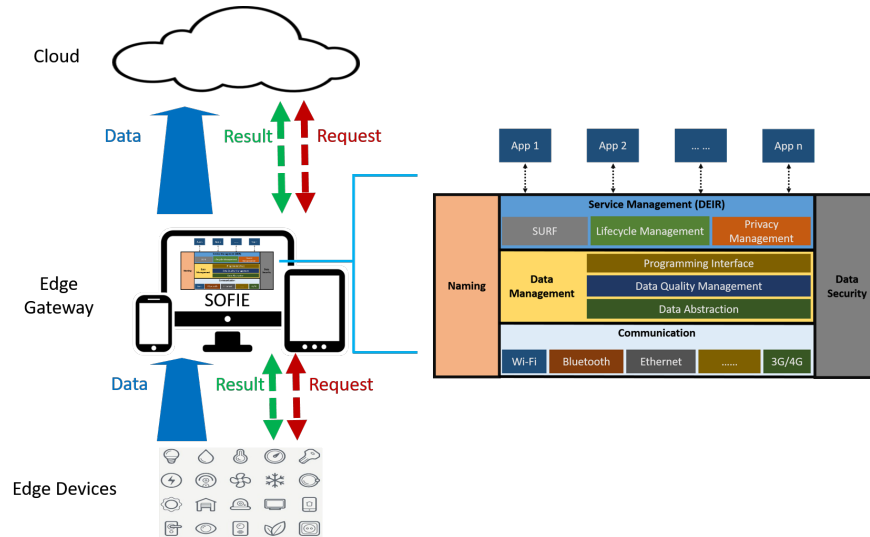 Cloud
Data
Result
Request
Edge
Gateway
SOFIE
Data
Result
Request
Edge Devices
App 1
App 2
... ...
App n
Naming
Service Management (DEIR)
SURF
Lifecycle Management
Privacy
Management
Data
Management
Programming Interface
Data Quality Management
Data Abstraction
Communication
Wi-Fi
Bluetooth
Ethernet
......
3G/4G
Data
Security